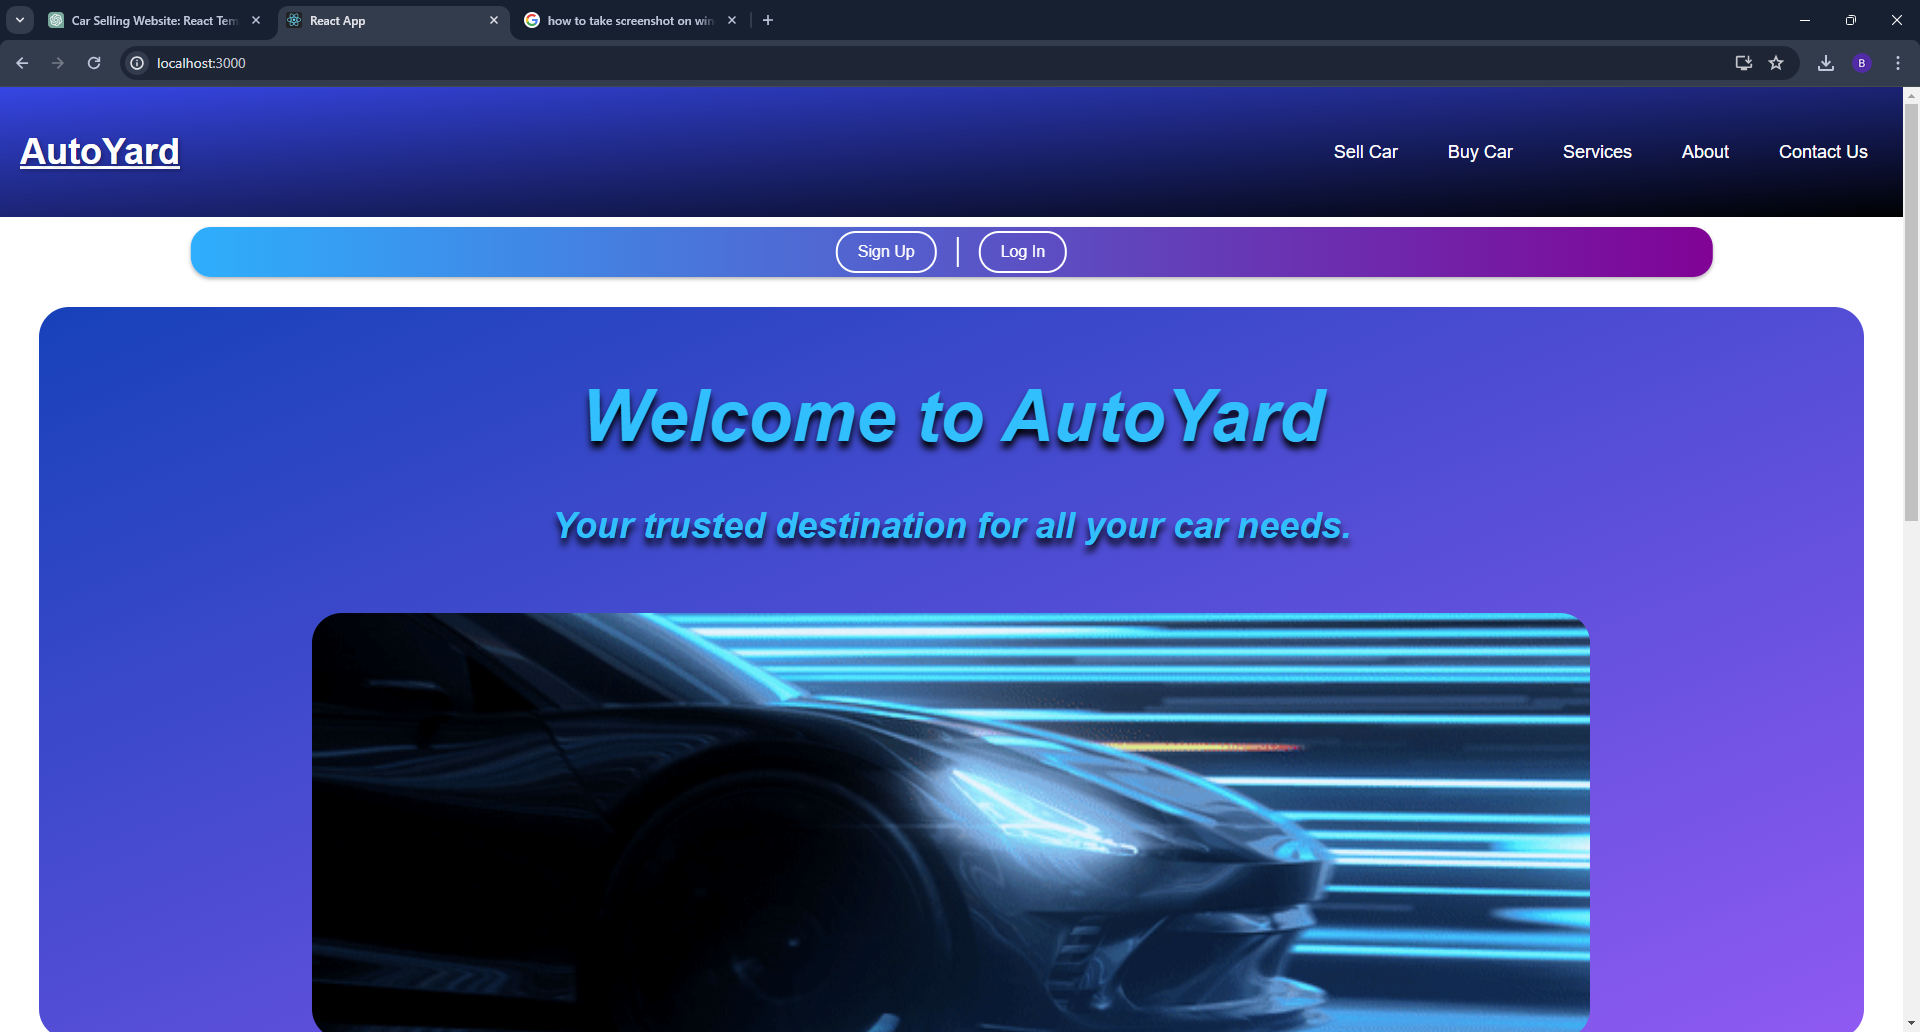 Car Selling Website: React Tem
React App
how to take screenshot on win
localhost:3000
B
AutoYard
Sell Car
Buy Car
Services
About
Contact Us
Sign Up
Log In
Welcome to AutoYard
Your trusted destination for all your car needs.